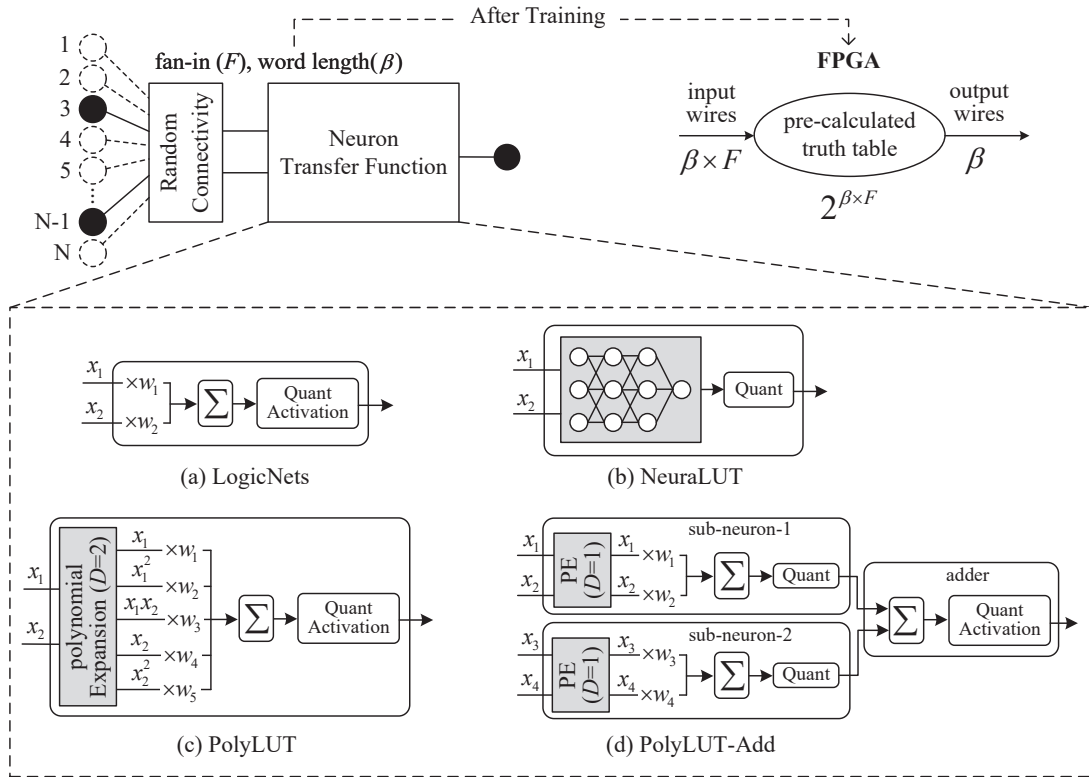 After Training
1
2
3
4
5
N-1
N
fan-in (F), word length(β)
Random
Connectivity
Neuron
Transfer Function
FPGA
input
wires
β × F
pre-calculated
truth table
2^{β×F}
output
wires
β
x₁
x₂
×w₁
×w₂
∑
Quant
Activation
(a) LogicNets
x₁
x₂
Quant
(b) NeuraLUT
x₁
x₂
polynomial
Expansion (D=2)
x₁
×w₁
x₁²
×w₂
x₁x₂
×w₃
x₂
×w₄
x₂²
×w₅
∑
Quant
Activation
(c) PolyLUT
sub-neuron-1
x₁
x₂
PE
(D=1)
x₁
×w₁
x₂
×w₂
∑
Quant
sub-neuron-2
x₃
x₄
PE
(D=1)
x₃
×w₃
x₄
×w₄
∑
Quant
adder
∑
Quant
Activation
(d) PolyLUT-Add